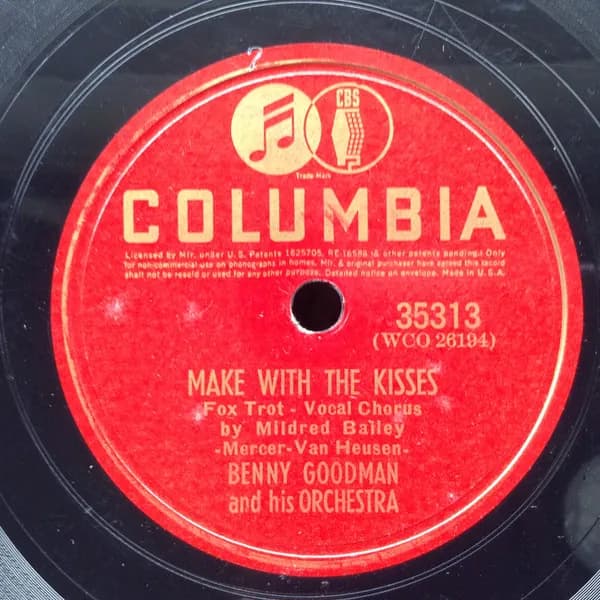 CBS
Trade Mark
COLUMBIA
Licensed by Mfr. under U.S. Patents 1625705, RE.16588 (& other patents pending.) Only
for non-commercial use on phonographs in homes. Mfr. & original purchaser have agreed this record
shall not be resold or used for any other purpose. Detailed notice on envelope. Made in U.S.A.
35313
(WCO 26194)
MAKE WITH THE KISSES
Fox Trot - Vocal Chorus
by Mildred Bailey
-Mercer-Van Heusen-
BENNY GOODMAN
and his ORCHESTRA